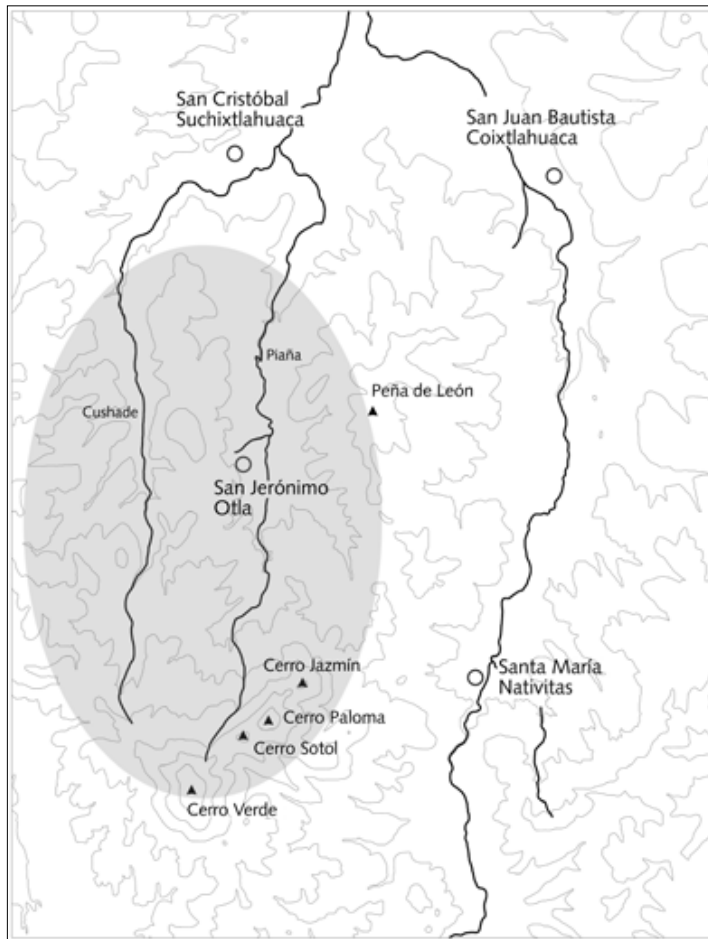 San Cristóbal
Suchixtlahuaca
San Juan Bautista
Coixtlahuaca
Piaña
Peña de León
Cushade
San Jerónimo
Otla
Cerro Jazmín
Santa María
Nativitas
Cerro Paloma
Cerro Sotol
Cerro Verde